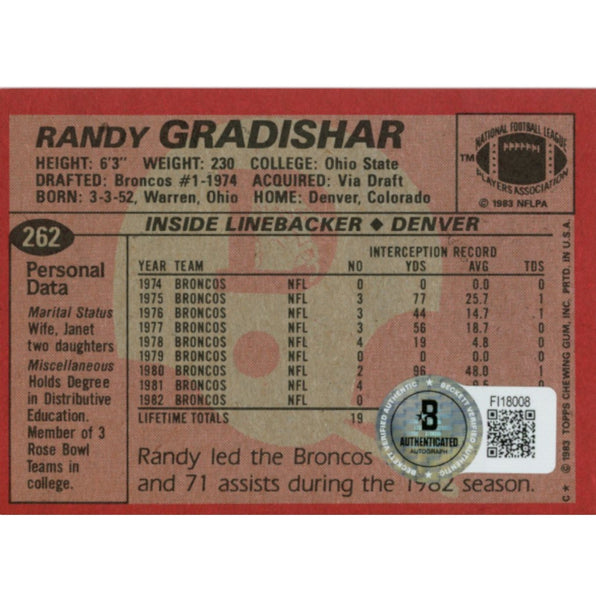 RANDY GRADISHAR
HEIGHT: 6'3" WEIGHT: 230 COLLEGE: Ohio State
DRAFTED: Broncos #1-1974 ACQUIRED: Via Draft
BORN: 3-3-52, Warren, Ohio HOME: Denver, Colorado
NATIONAL FOOTBALL LEAGUE
PLAYERS ASSOCIATION
TM
© 1983 NFLPA
262
INSIDE LINEBACKER ◆ DENVER
Personal
Data
Marital Status
Wife, Janet
two daughters
Miscellaneous
Holds Degree
in Distributive
Education.
Member of 3
Rose Bowl
Teams in
college.
INTERCEPTION RECORD
YEAR TEAM NO YDS AVG TDS
1974 BRONCOS NFL 0 0 0.0 0
1975 BRONCOS NFL 3 77 25.7 1
1976 BRONCOS NFL 3 44 14.7 1
1977 BRONCOS NFL 3 56 18.7 0
1978 BRONCOS NFL 4 19 4.8 0
1979 BRONCOS NFL 0 0 0.0 0
1980 BRONCOS NFL 2 96 48.0 1
1981 BRONCOS NFL 4
1982 BRONCOS NFL 0
LIFETIME TOTALS 19
Randy led the Broncos
and 71 assists during the 1982 season.
BECKETT VERIFIED AUTHENTIC
BECKETT VERIFIED AUTHENTIC
B
AUTHENTICATED
AUTOGRAPH
FI18008
C* © 1983 TOPPS CHEWING GUM, INC. PRTD. IN U.S.A.